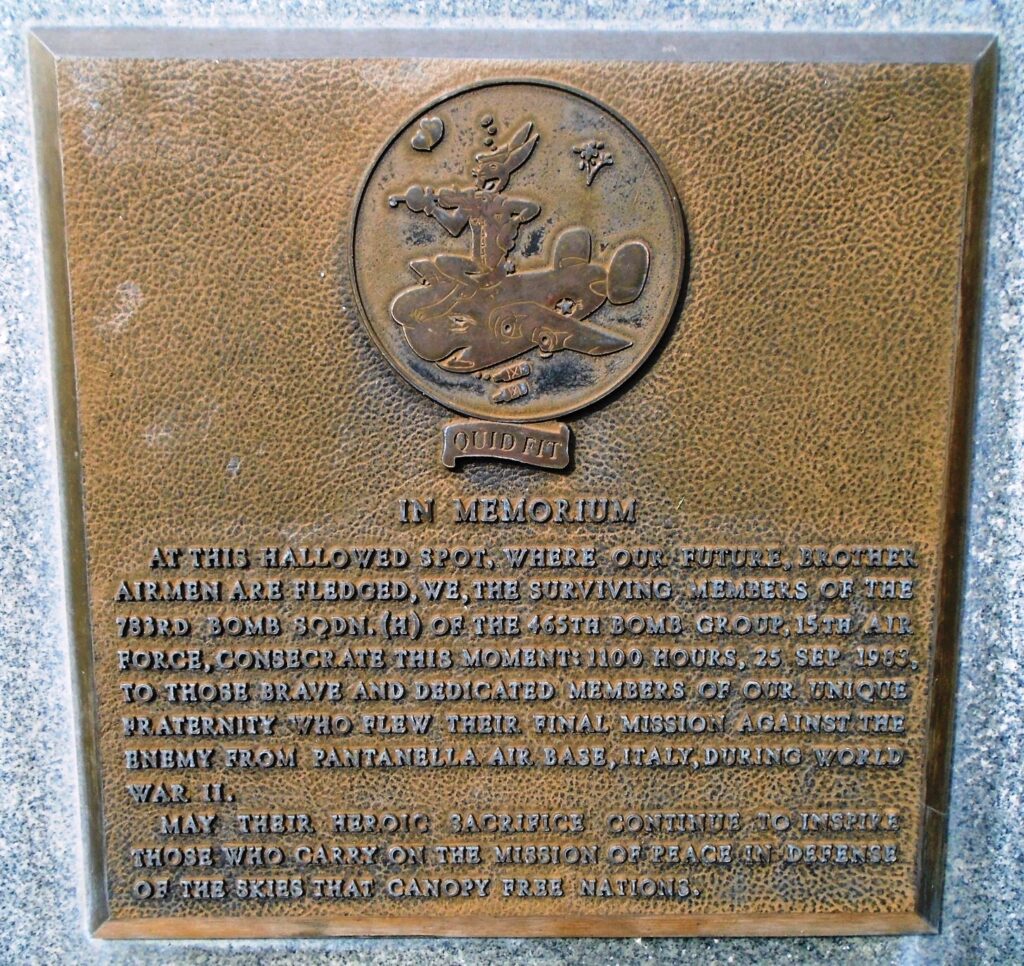 QUID FIT
IN MEMORIUM
AT THIS HALLOWED SPOT, WHERE OUR FUTURE, BROTHER
AIRMEN ARE FLEDGED, WE, THE SURVIVING MEMBERS OF THE
783RD BOMB SQDN. (H) OF THE 465TH BOMB GROUP, 15TH AIR
FORCE, CONSECRATE THIS MOMENT: 1100 HOURS, 25 SEP
TO THOSE BRAVE AND DEDICATED MEMBERS OF OUR UNIQUE
FRATERNITY WHO FLEW THEIR FINAL MISSION AGAINST THE
ENEMY FROM PANTANELLA AIR BASE, ITALY, DURING WORLD
WAR II.
MAY THEIR HEROIC SACRIFICE CONTINUE TO INSPIRE
THOSE WHO CARRY ON THE MISSION OF PEACE IN DEFENSE
OF THE SKIES THAT CANOPY FREE NATIONS.